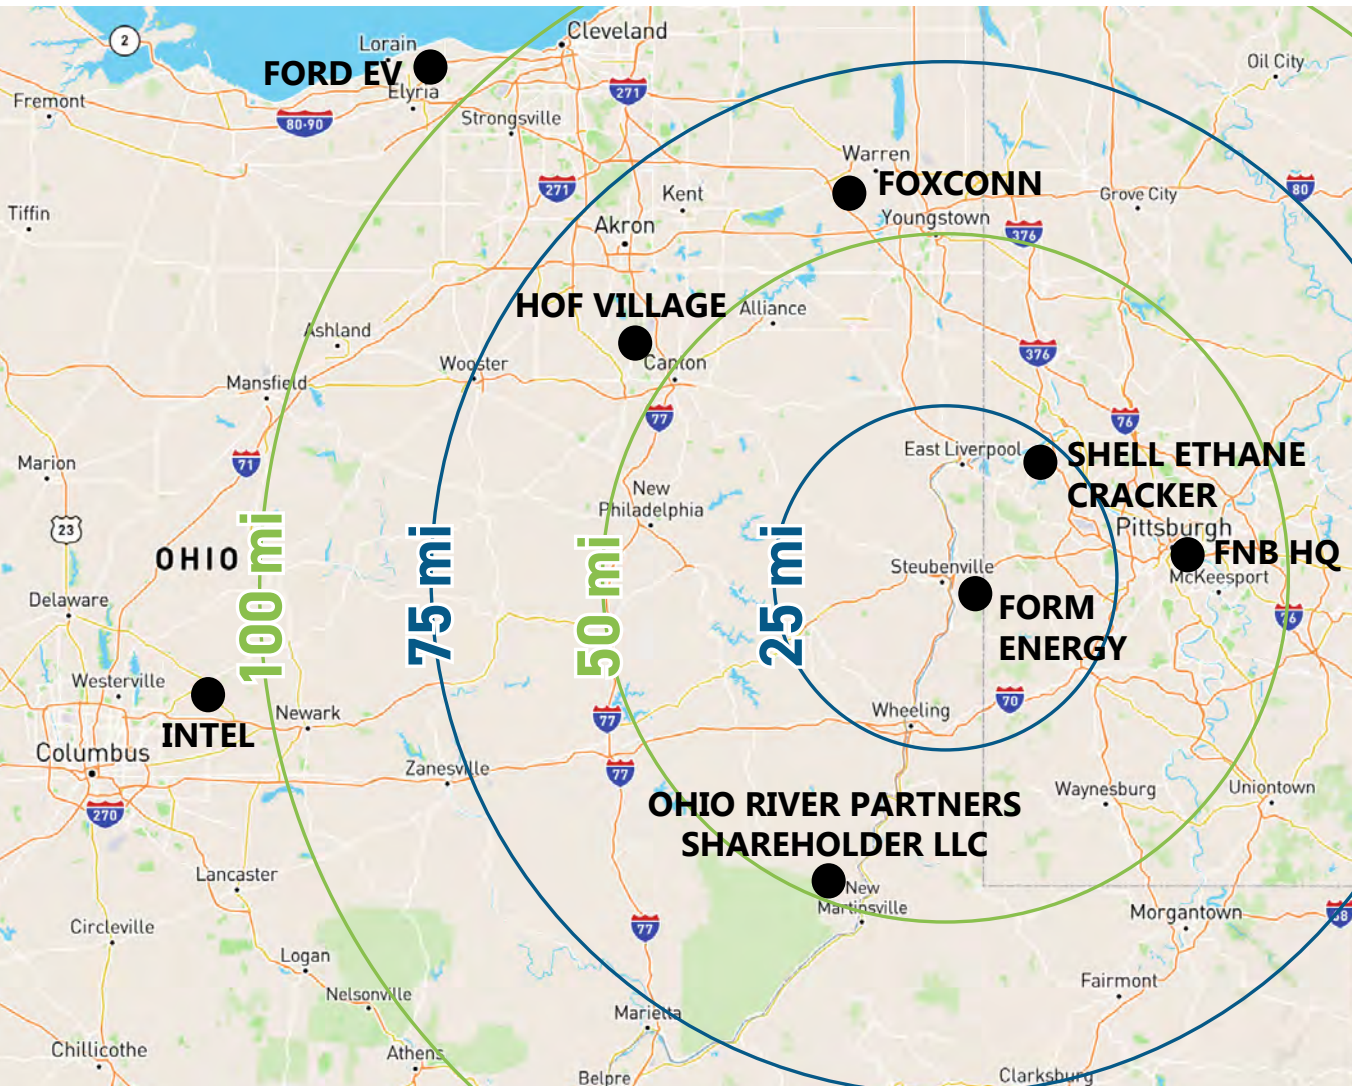 2
Lorain
Cleveland
FORD EV
Elyria
Oil City
Fremont
80-90
271
Strongsville
Warren
271
Kent
FOXCONN
80
Grove City
Tiffin
Akron
Youngstown
376
HOF VILLAGE
Alliance
Ashland
Wooster
Canton
376
Mansfield
77
76
Marion
71
East Liverpool
SHELL ETHANE
CRACKER
New
Philadelphia
23
Pittsburgh
OHIO
100 mi
75 mi
50 mi
25 mi
FNB HQ
Steubenville
McKeesport
Delaware
FORM
ENERGY
76
Westerville
INTEL
Newark
77
Wheeling
70
Columbus
Zanesville
77
270
OHIO RIVER PARTNERS
SHAREHOLDER LLC
Waynesburg
Uniontown
Lancaster
New
Martinsville
Circleville
77
Morgantown
68
Logan
Nelsonville
Fairmont
Marietta
Chillicothe
Athens
Belpre
Clarksburg